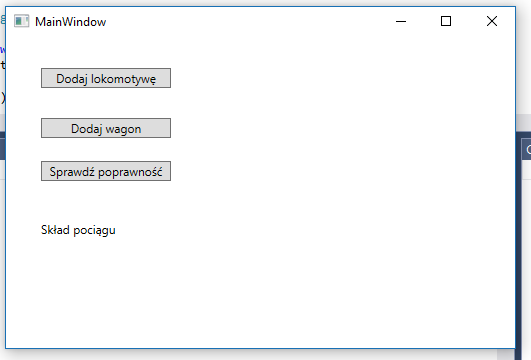 MainWindow
Dodaj lokomotywę
Dodaj wagon
Sprawdź poprawność
Skład pociągu